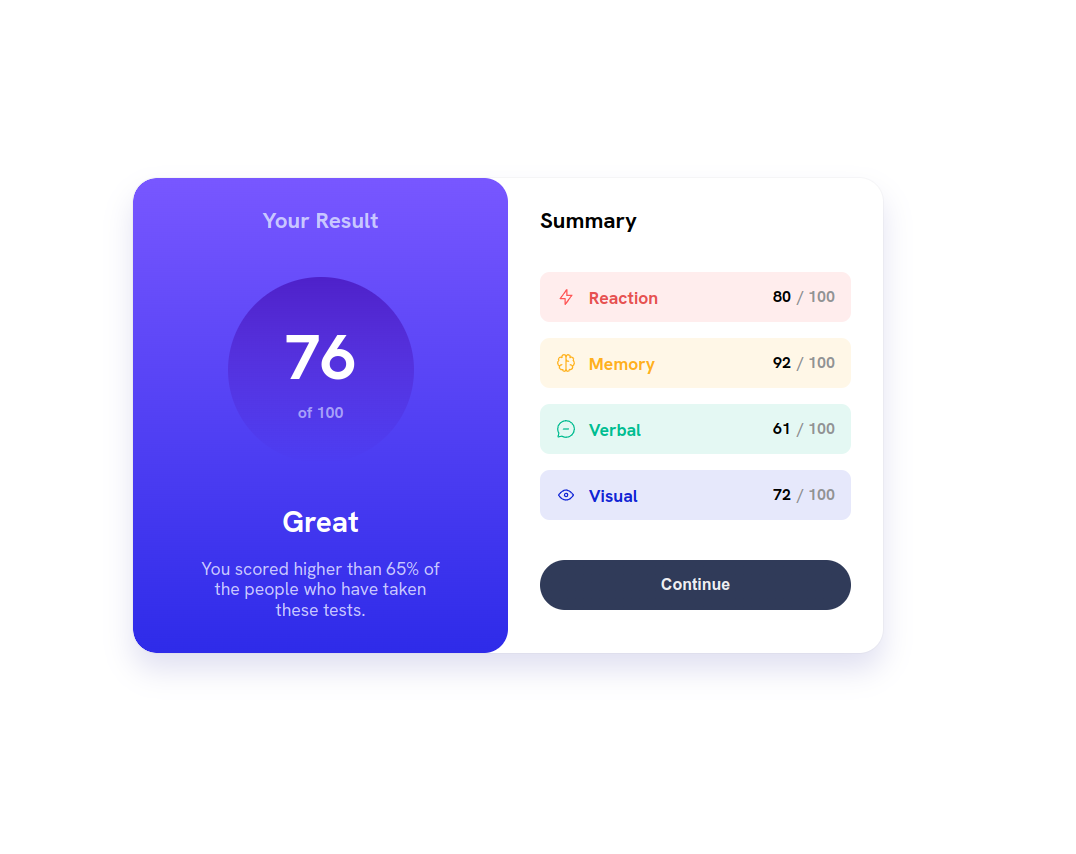 Your Result
76
of 100
Great
You scored higher than 65% of
the people who have taken
these tests.
Summary
Reaction 80 / 100
Memory 92 / 100
Verbal 61 / 100
Visual 72 / 100
Continue